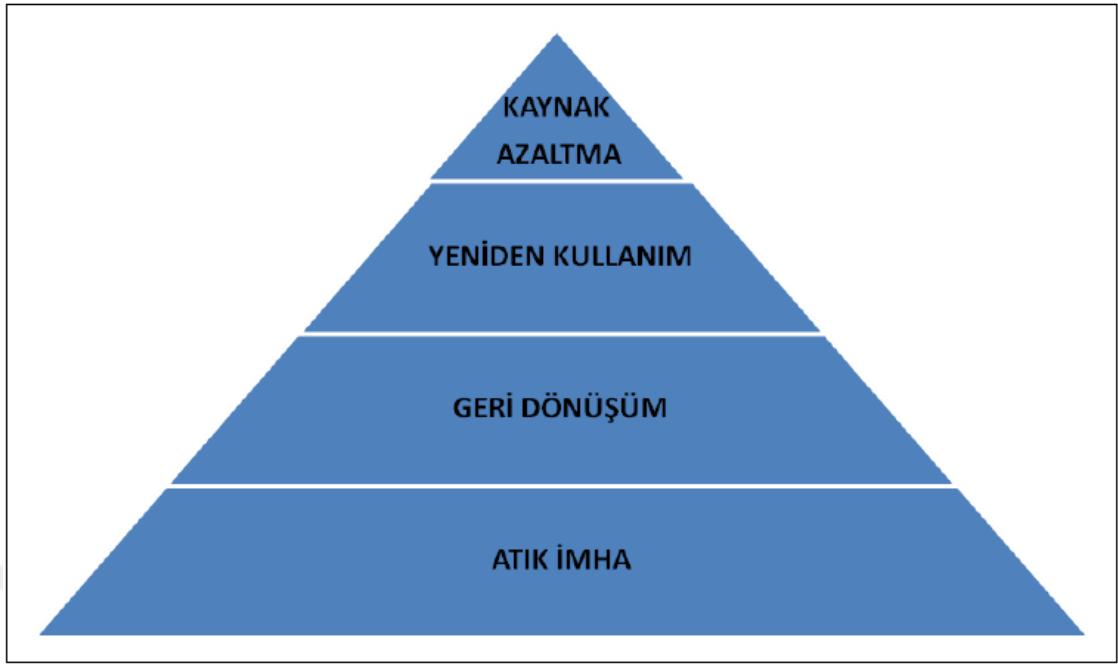 KAYNAK
AZALTMA
YENİDEN KULLANIM
GERİ DÖNÜŞÜM
ATIK İMHA